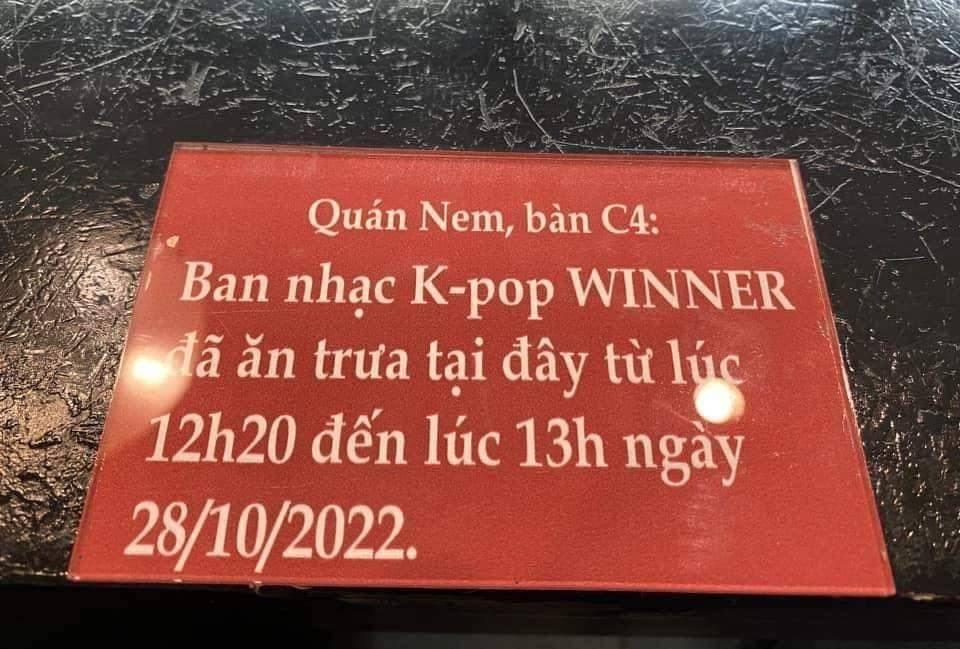 Quán Nem, bàn C4:
Ban nhạc K-pop WINNER
đã ăn trưa tại đây từ lúc
12h20 đến lúc 13h ngày
28/10/2022.